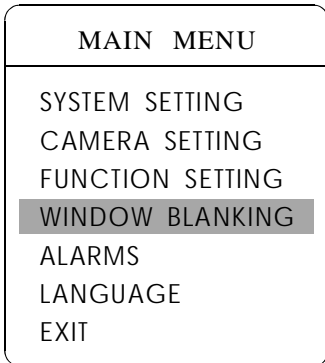 MAIN MENU
SYSTEM SETTING
CAMERA SETTING
FUNCTION SETTING
WINDOW BLANKING
ALARMS
LANGUAGE
EXIT